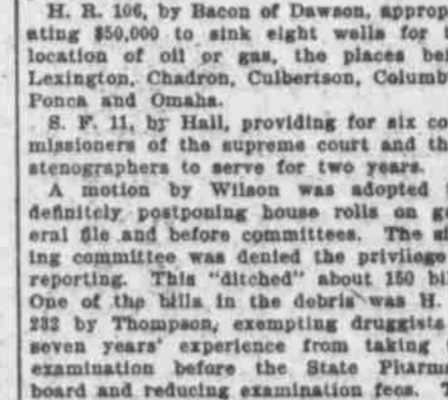 H. R. 106, by Bacon of Dawson, approp
ating $50,000 to sink eight wells for t
location of oil or gas, the places bei
Lexington, Chadron, Culbertson, Columb
Ponca and Omaha.
S. F. 11, by Hall, providing for six co
missioners of the supreme court and th
stenographers to serve for two years.
A motion by Wilson was adopted
definitely postponing house rolls on g
eral file and before committees. The si
ing committee was denied the privilege
reporting. This "ditched" about 150 bi
One of the bills in the debris was H.
232 by Thompson, exempting druggists
seven years' experience from taking
examination before the State Pharm
board and reducing examination fees. T